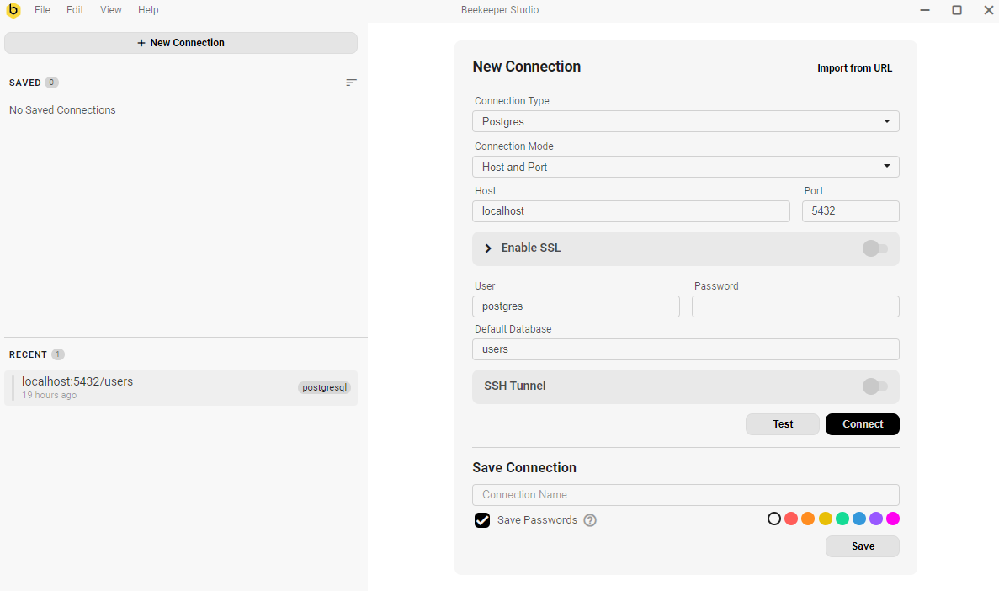 File Edit View Help Beekeeper Studio
+ New Connection
SAVED 0
No Saved Connections
RECENT 1
localhost:5432/users
19 hours ago
postgresql
New Connection
Import from URL
Connection Type
Postgres
Connection Mode
Host and Port
Host Port
localhost 5432
Enable SSL
User Password
postgres
Default Database
users
SSH Tunnel
Test Connect
Save Connection
Connection Name
Save Passwords ?
Save